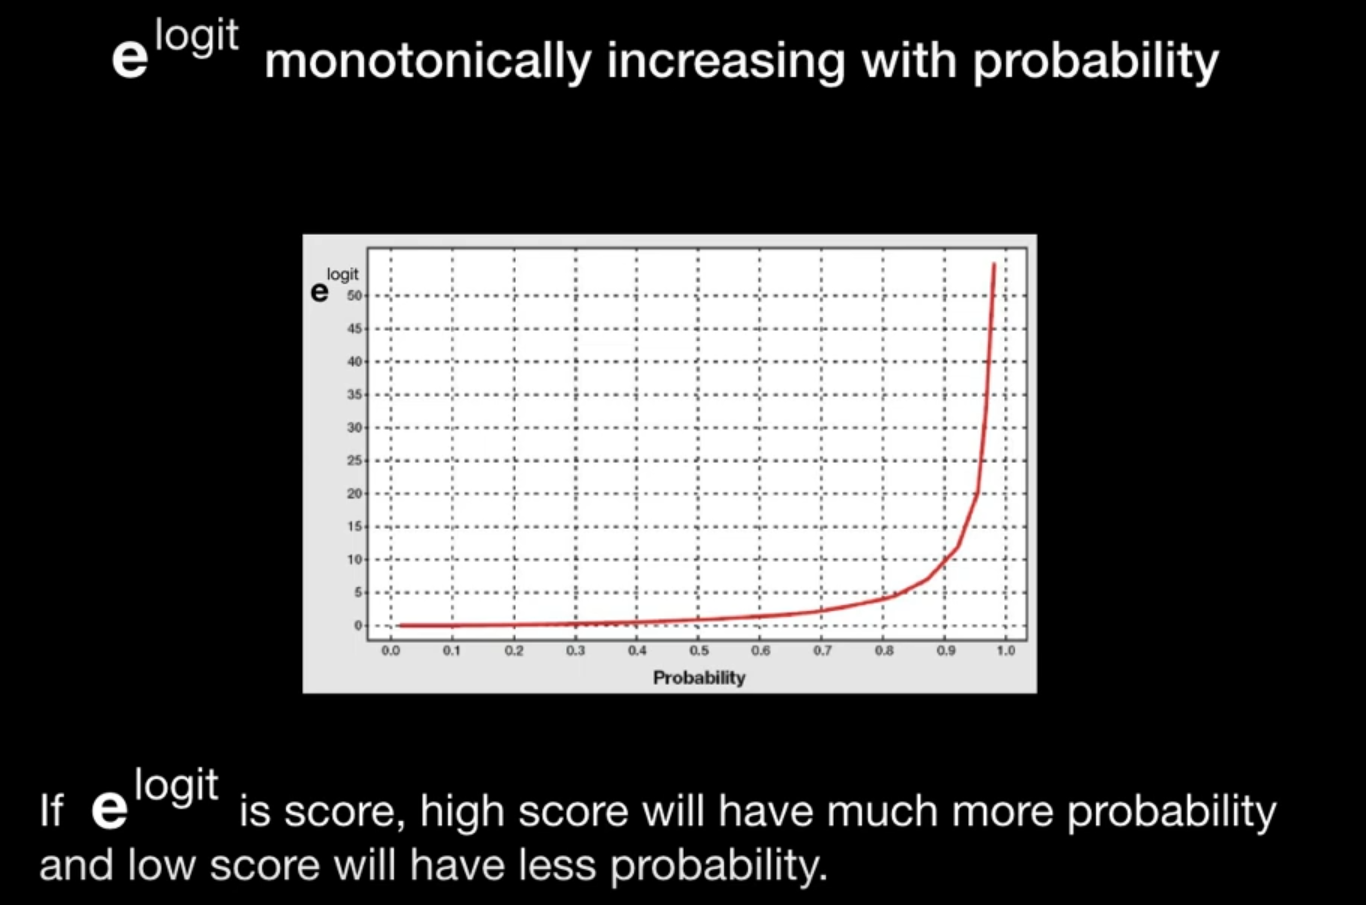 e^logit monotonically increasing with probability
e^logit
50
45
40
35
30
25
20
15
10
5
0
0.0 0.1 0.2 0.3 0.4 0.5 0.6 0.7 0.8 0.9 1.0
Probability
If e^logit is score, high score will have much more probability
and low score will have less probability.